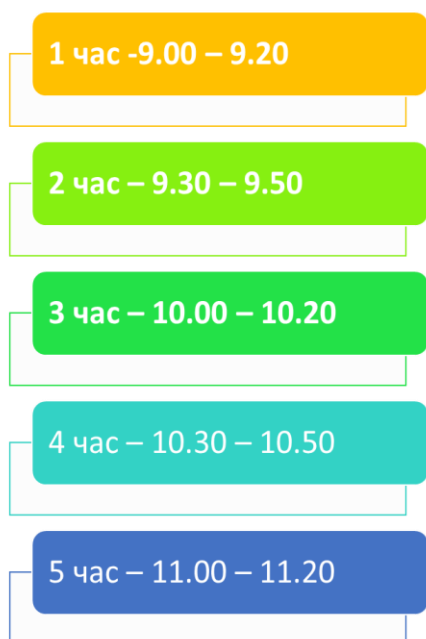 1 час -9.00 – 9.20
2 час – 9.30 – 9.50
3 час – 10.00 – 10.20
4 час – 10.30 – 10.50
5 час – 11.00 – 11.20